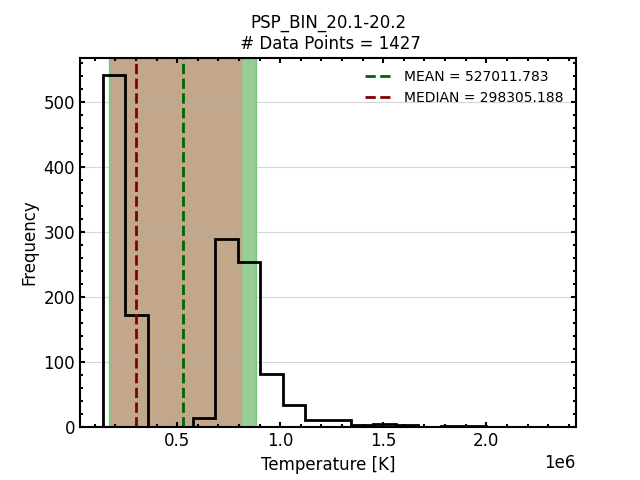 PSP_BIN_20.1-20.2
# Data Points = 1427
MEAN = 527011.783
MEDIAN = 298305.188
500
400
300
200
100
0
Frequency
0.5 1.0 1.5 2.0
Temperature [K]
1e6